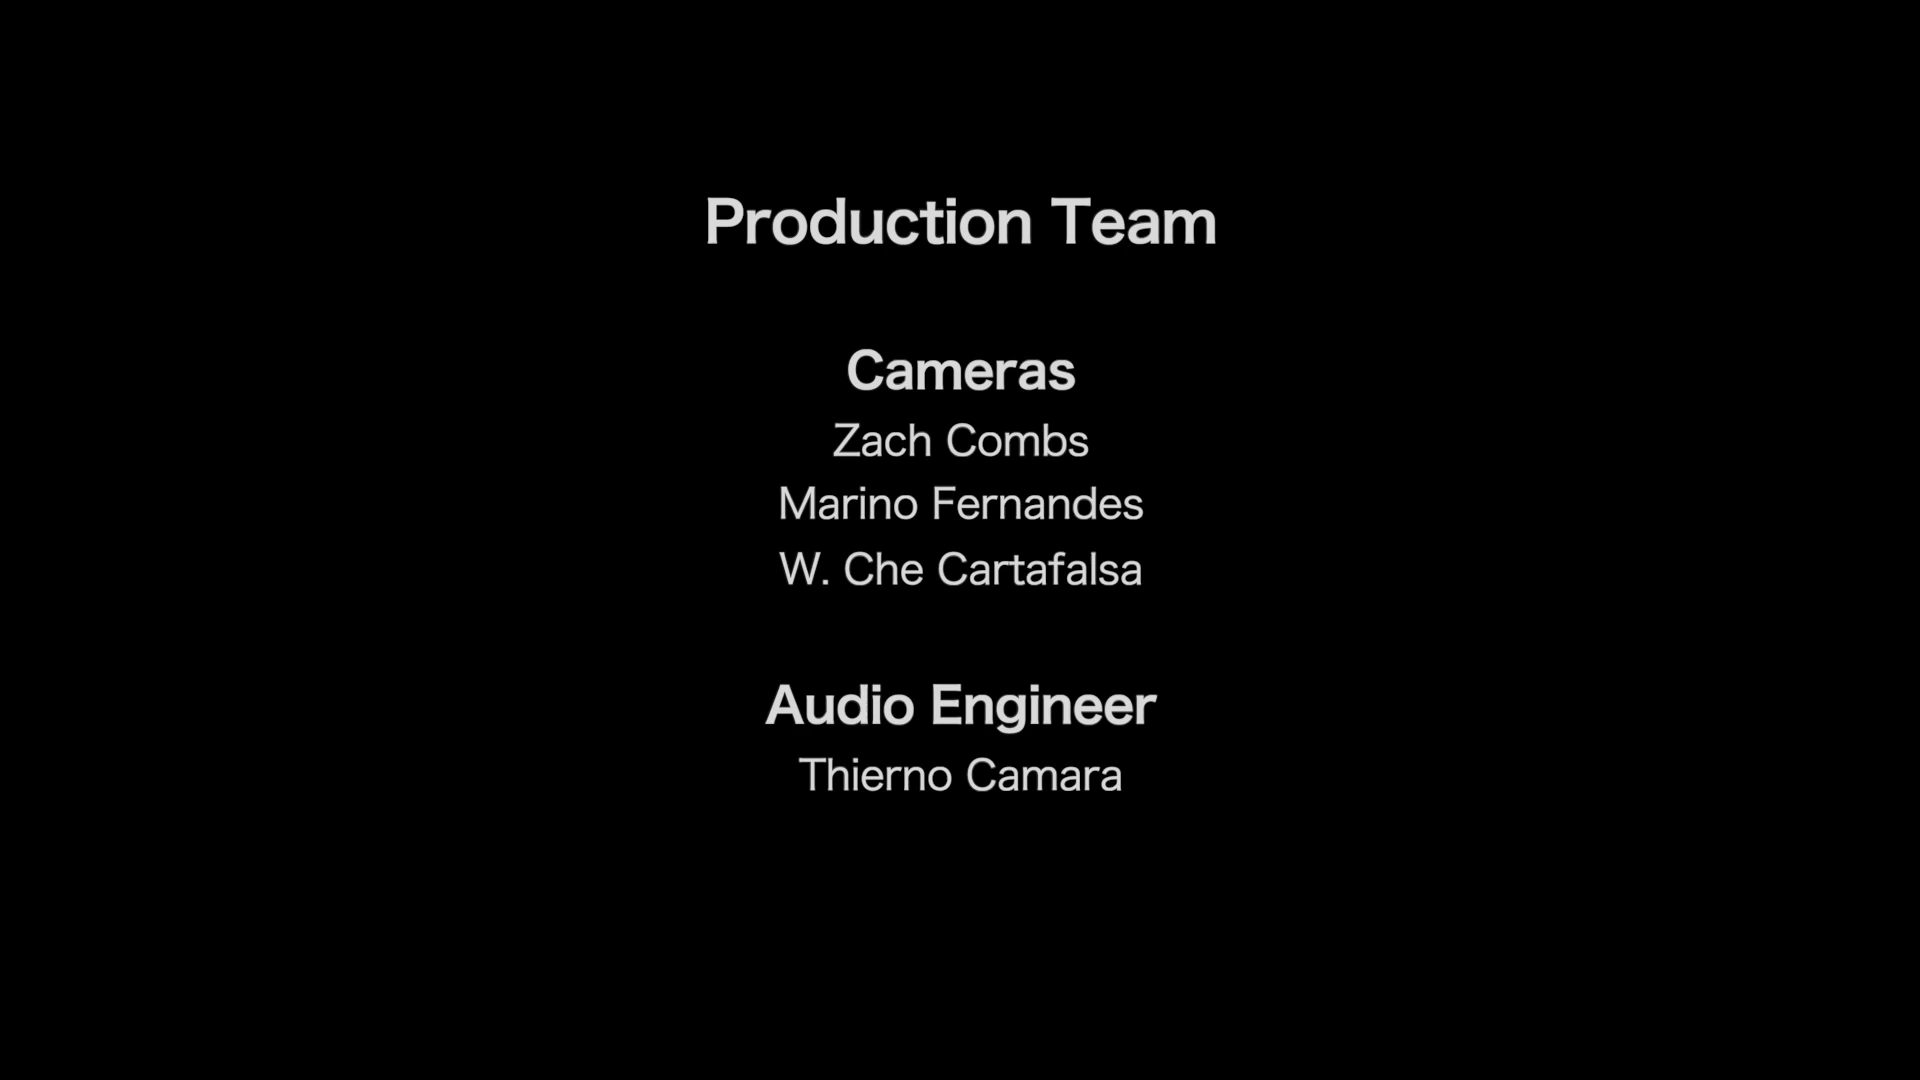 Production Team
Cameras
Zach Combs
Marino Fernandes
W. Che Cartafalsa
Audio Engineer
Thierno Camara